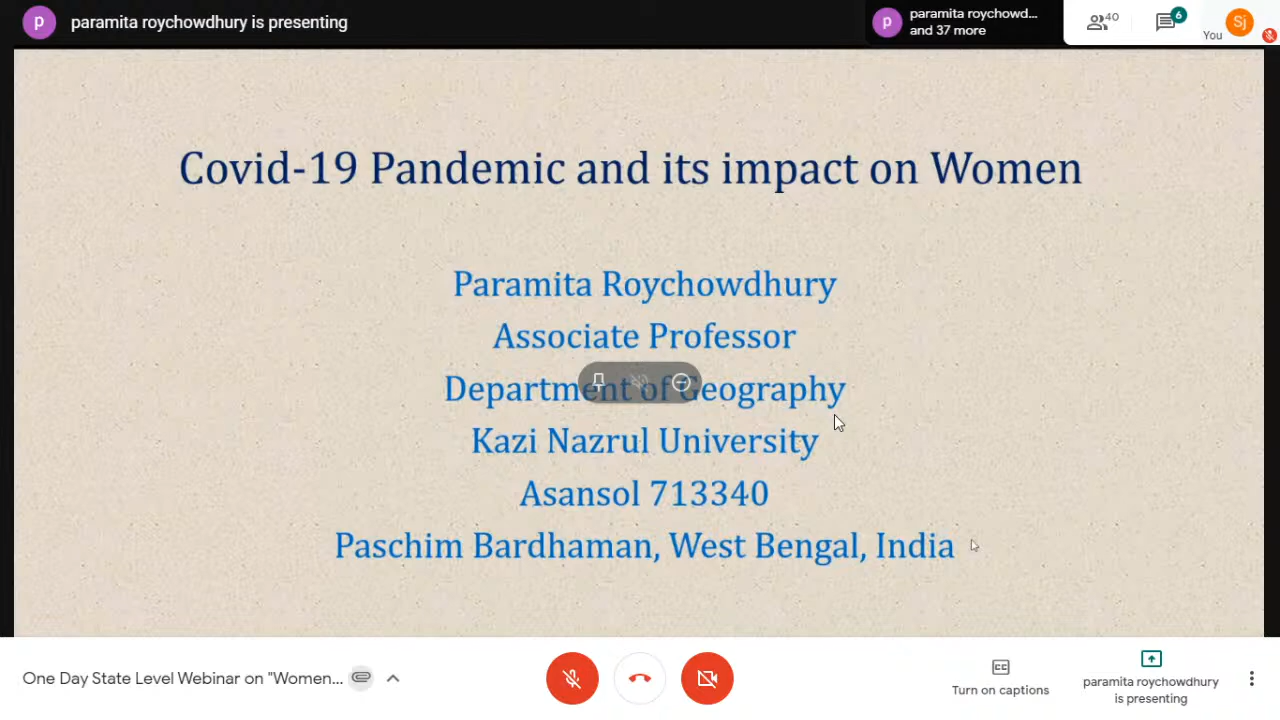 p paramita roychowdhury is presenting
p paramita roychowd...
and 37 more
40
6
You
Sj
Covid-19 Pandemic and its impact on Women
Paramita Roychowdhury
Associate Professor
Department of Geography
Kazi Nazrul University
Asansol 713340
Paschim Bardhaman, West Bengal, India
One Day State Level Webinar on "Women...
CC
Turn on captions
paramita roychowdhury
is presenting